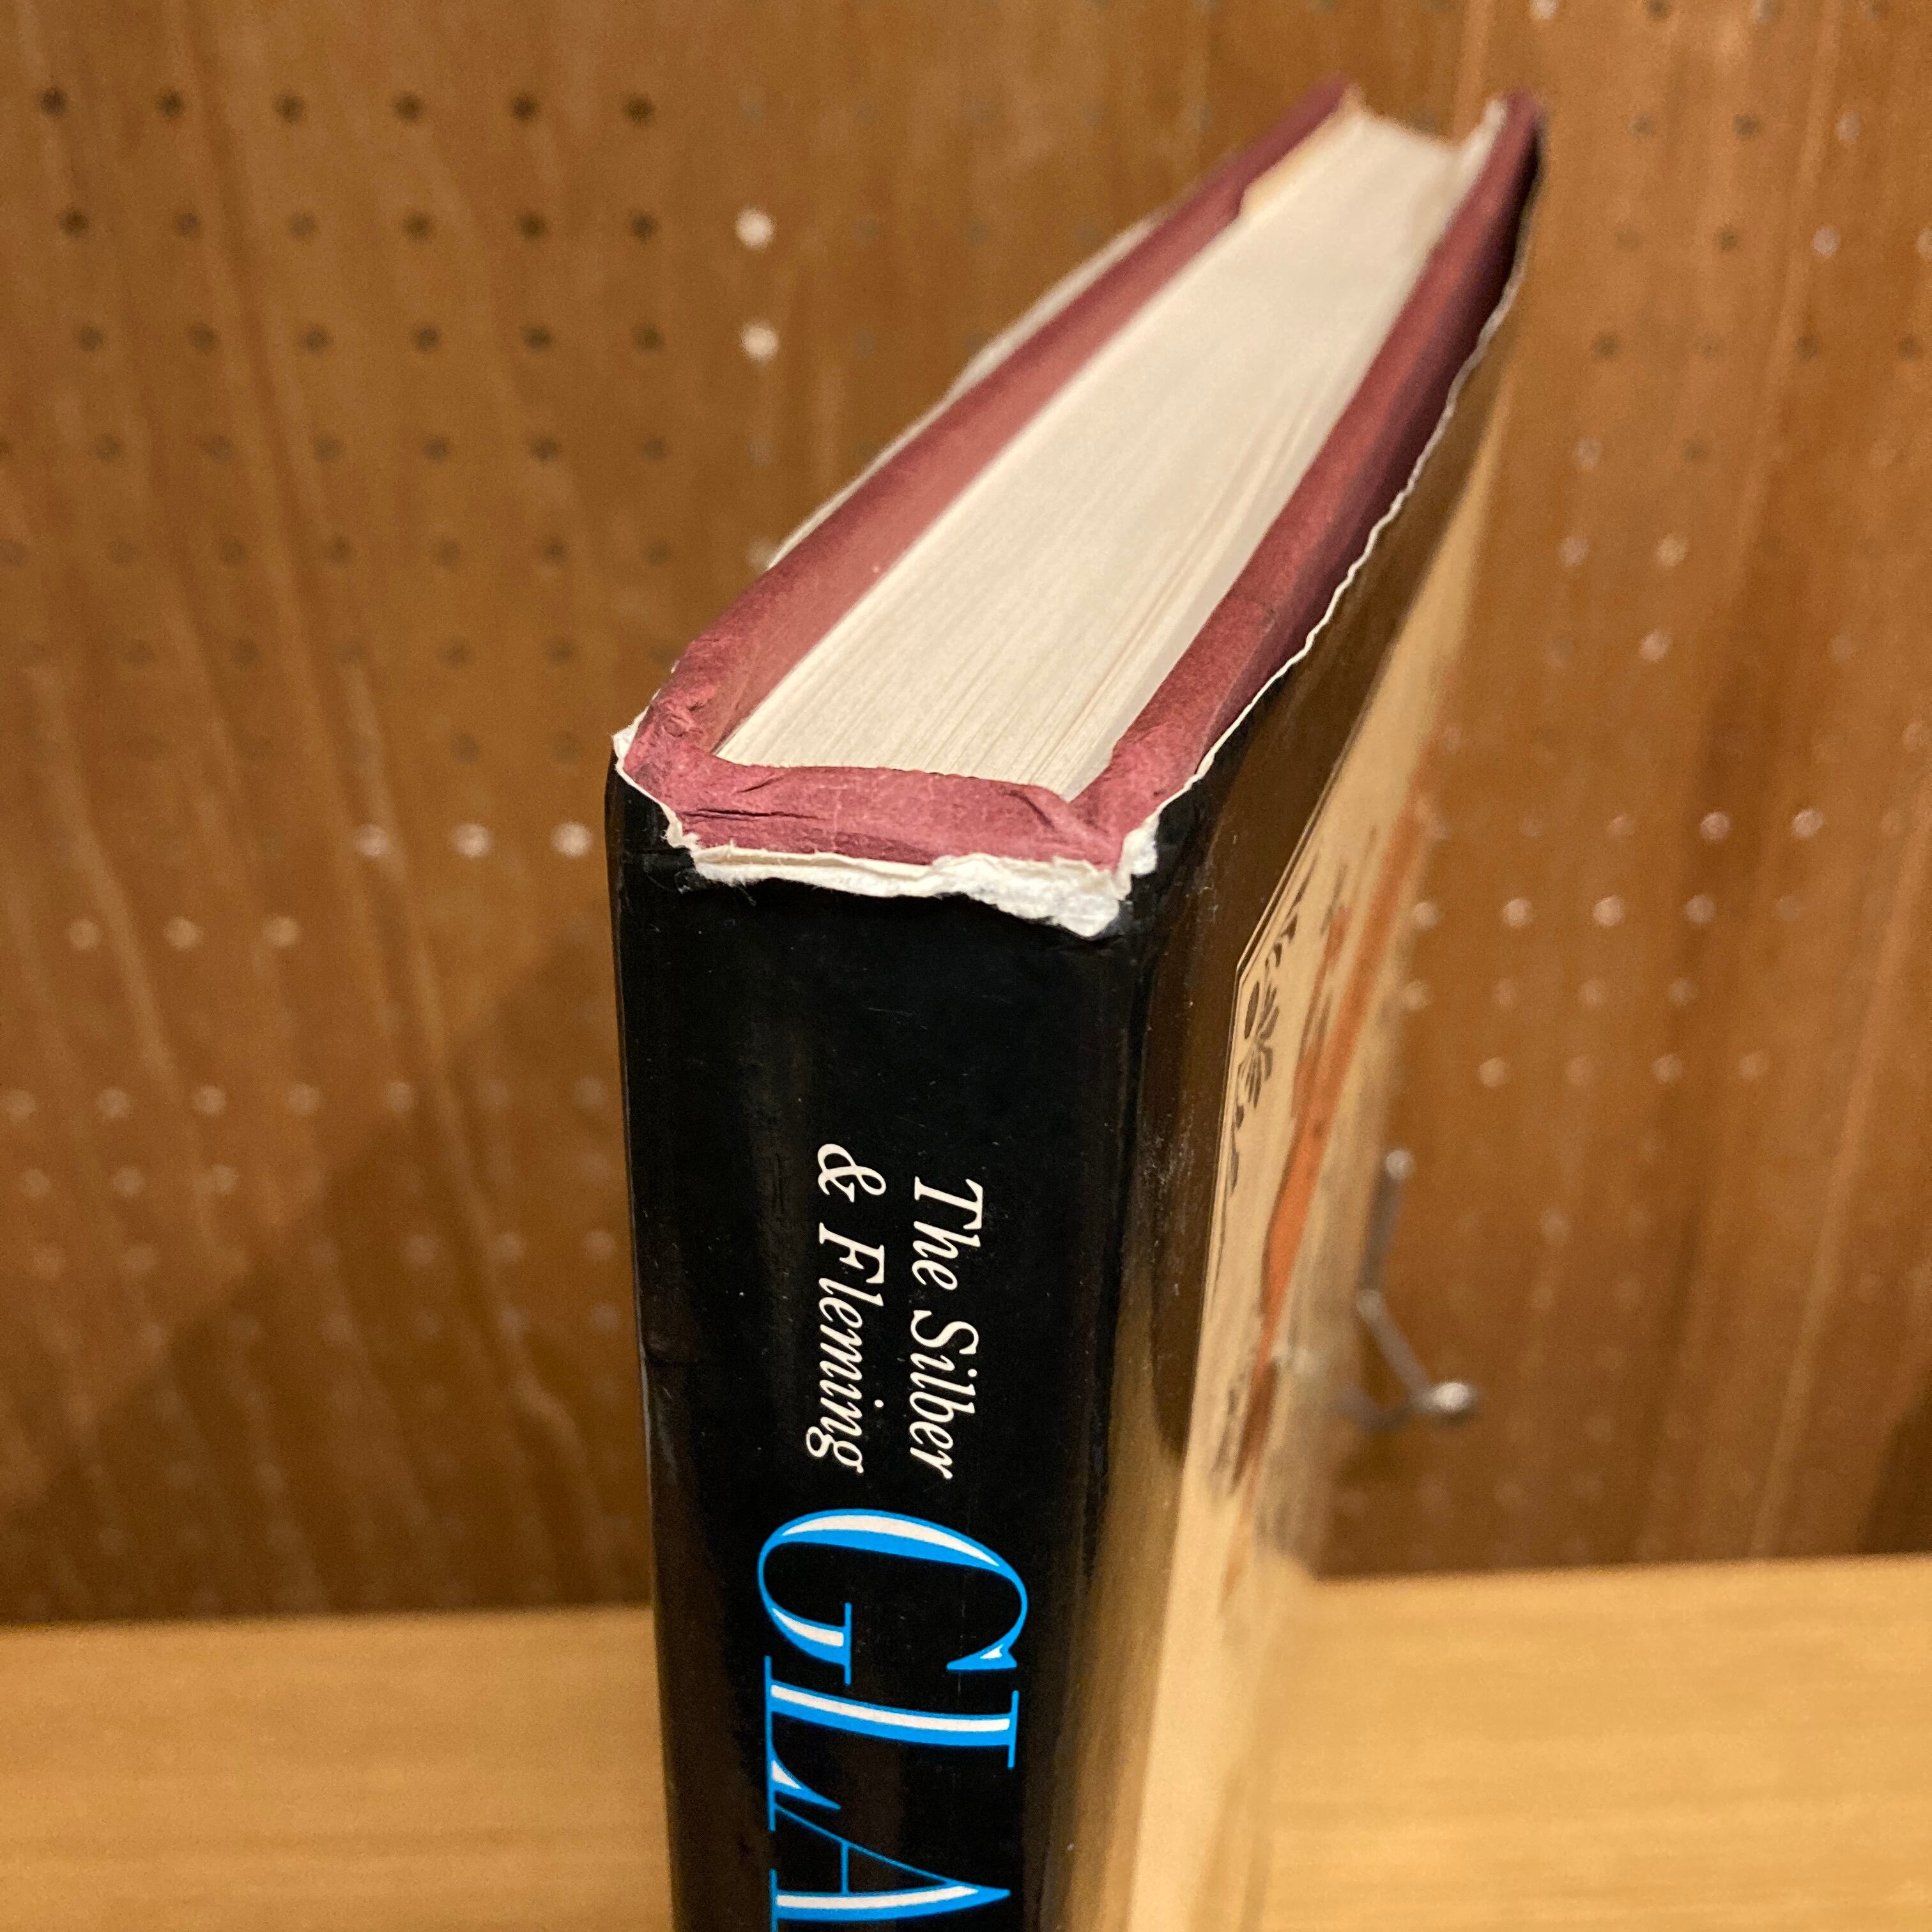 The Silber
& Fleming
GLA